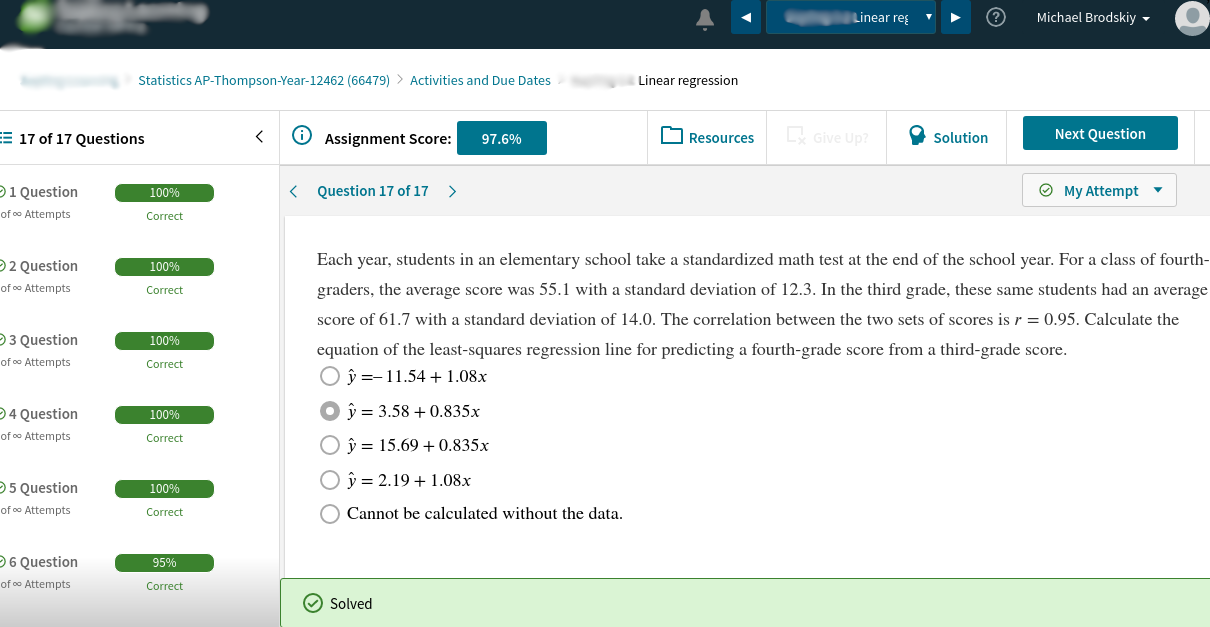 Linear reg
Michael Brodskiy
Statistics AP-Thompson-Year-12462 (66479) > Activities and Due Dates > Linear regression
17 of 17 Questions
Assignment Score: 97.6%
Resources
Give Up?
Solution
Next Question
Question 17 of 17
My Attempt
1 Question 100%
of ∞ Attempts Correct
2 Question 100%
of ∞ Attempts Correct
3 Question 100%
of ∞ Attempts Correct
4 Question 100%
of ∞ Attempts Correct
5 Question 100%
of ∞ Attempts Correct
6 Question 95%
of ∞ Attempts Correct
Each year, students in an elementary school take a standardized math test at the end of the school year. For a class of fourth-
graders, the average score was 55.1 with a standard deviation of 12.3. In the third grade, these same students had an average
score of 61.7 with a standard deviation of 14.0. The correlation between the two sets of scores is r = 0.95. Calculate the
equation of the least-squares regression line for predicting a fourth-grade score from a third-grade score.
ŷ =– 11.54 + 1.08x
ŷ = 3.58 + 0.835x
ŷ = 15.69 + 0.835x
ŷ = 2.19 + 1.08x
Cannot be calculated without the data.
Solved